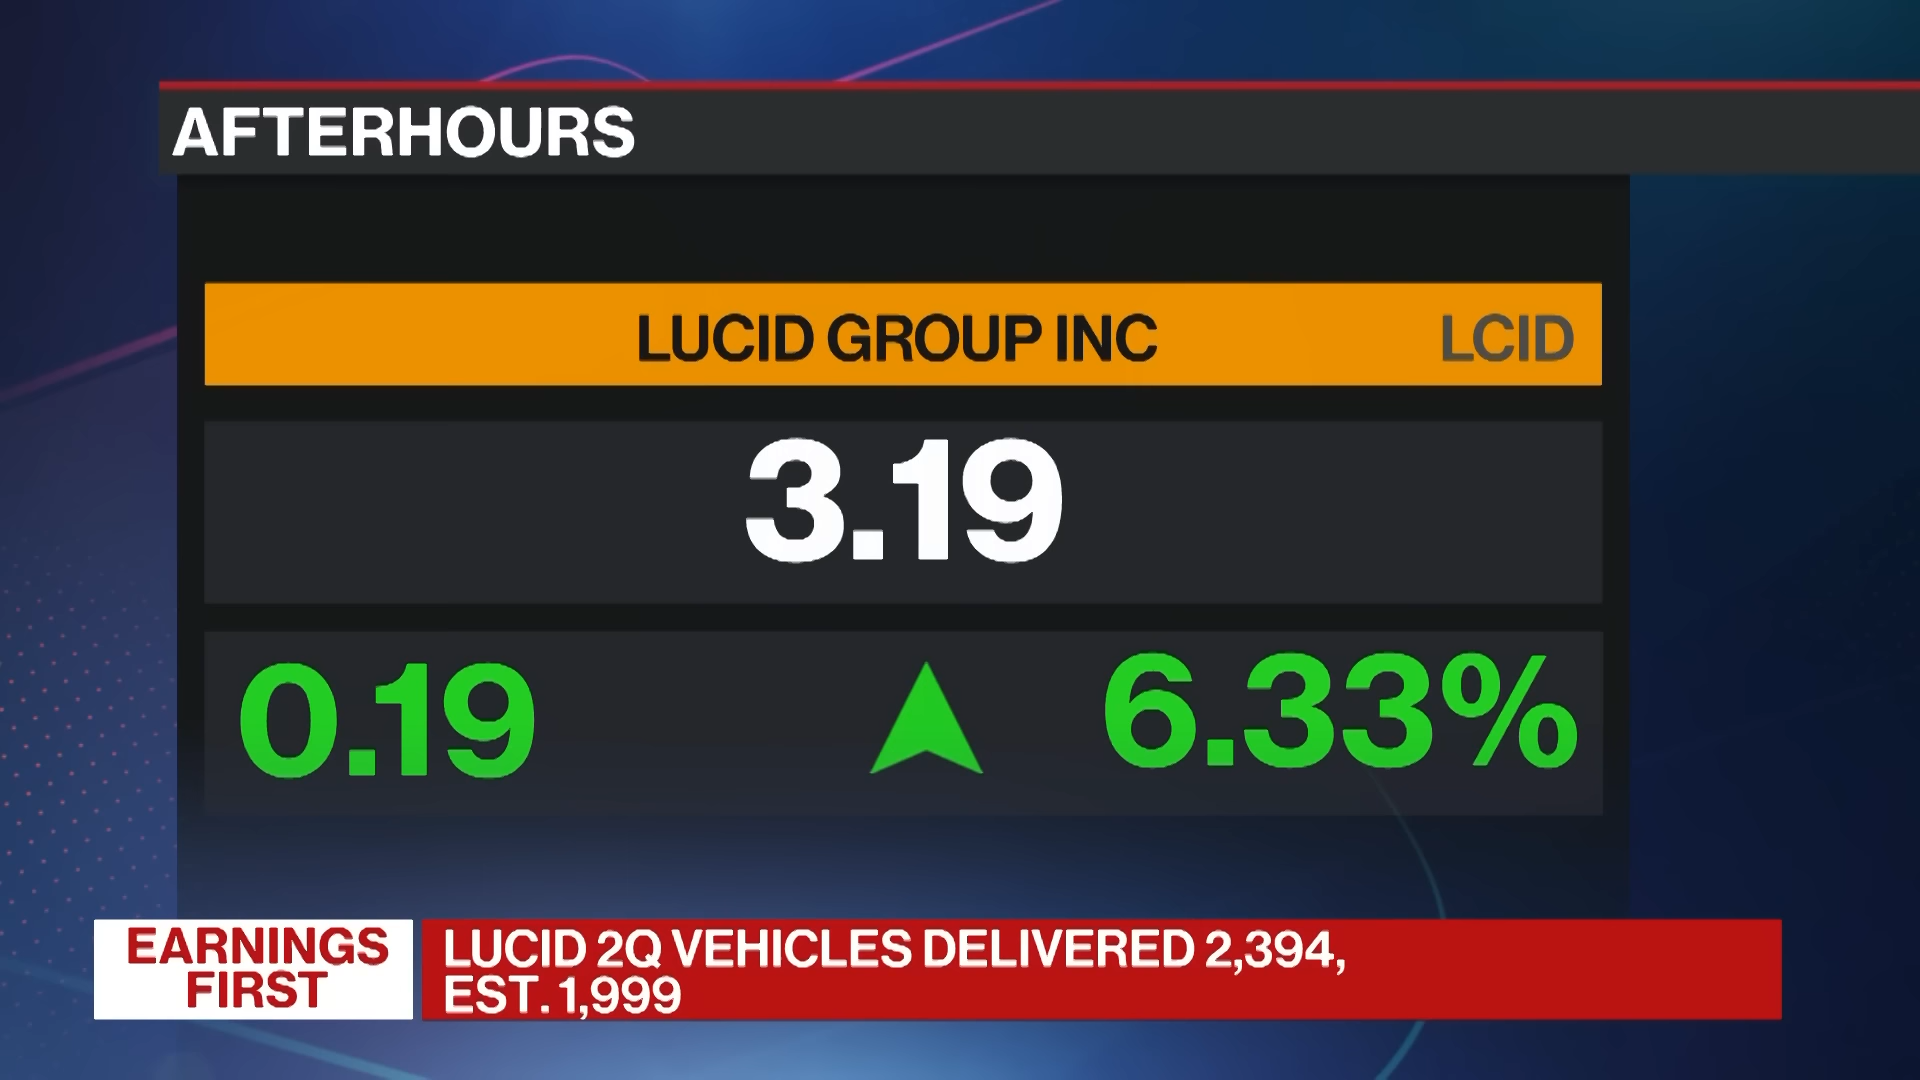 AFTERHOURS
LUCID GROUP INC LCID
3.19
0.19 6.33%
EARNINGS
FIRST
LUCID 2Q VEHICLES DELIVERED 2,394,
EST. 1,999